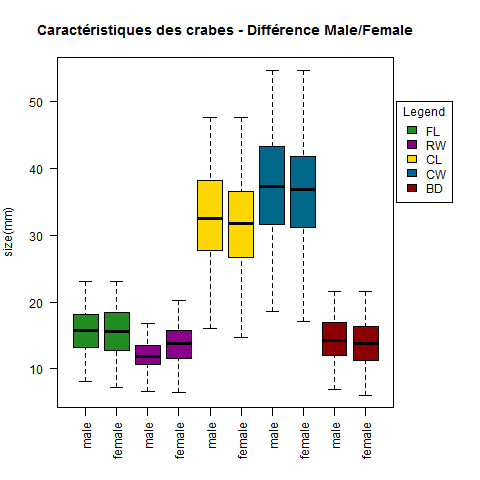 Caractéristiques des crabes - Différence Male/Female
size(mm)
50
40
30
20
10
male
female
male
female
male
female
male
female
male
female
Legend
FL
RW
CL
CW
BD